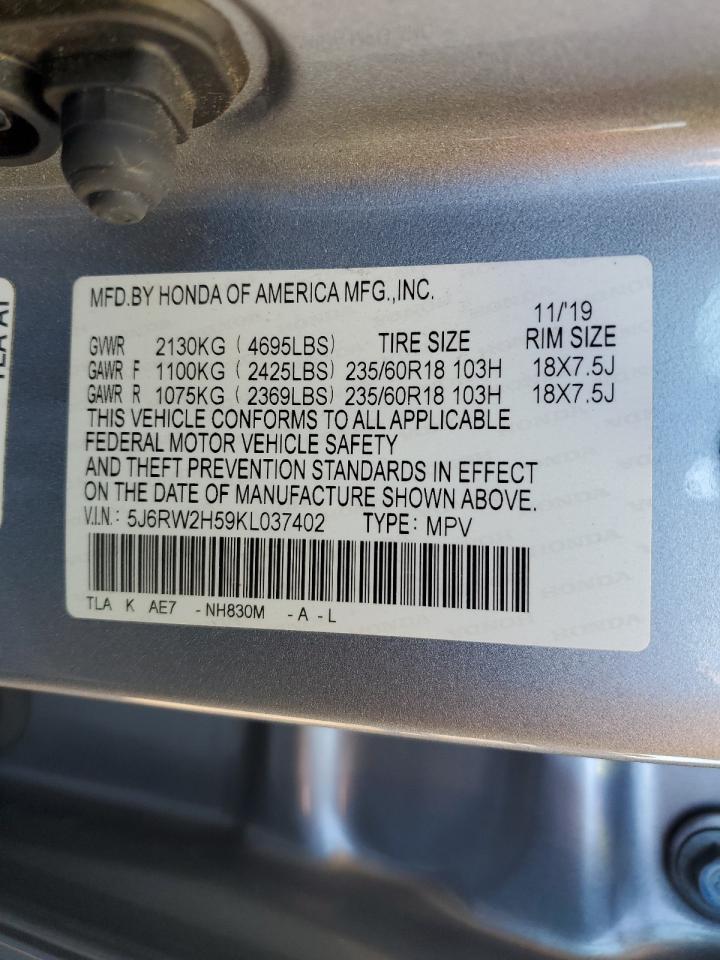 MFD.BY HONDA OF AMERICA MFG.,INC.
11/'19
GVWR 2130KG (4695LBS) TIRE SIZE RIM SIZE
GAWR F 1100KG (2425LBS) 235/60R18 103H 18X7.5J
GAWR R 1075KG (2369LBS) 235/60R18 103H 18X7.5J
THIS VEHICLE CONFORMS TO ALL APPLICABLE
FEDERAL MOTOR VEHICLE SAFETY
AND THEFT PREVENTION STANDARDS IN EFFECT
ON THE DATE OF MANUFACTURE SHOWN ABOVE.
V.I.N.: 5J6RW2H59KL037402 TYPE: MPV
TLA K AE7 -NH830M -A-L
HONDA
TLA A1